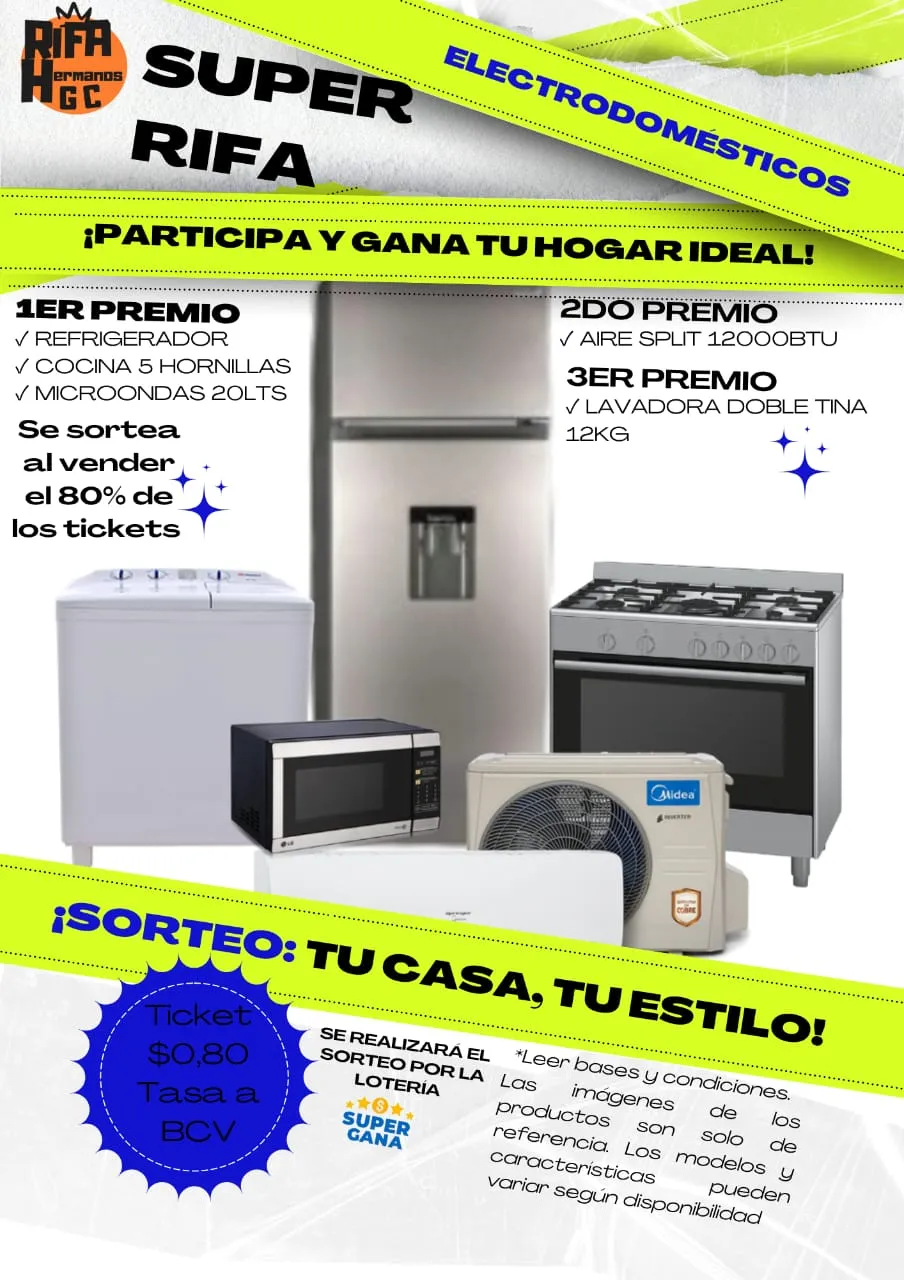 RIFA
Hermanos
GC
SUPER
RIFA
ELECTRODOMÉSTICOS
¡PARTICIPA Y GANA TU HOGAR IDEAL!
1ER PREMIO
✓ REFRIGERADOR
✓ COCINA 5 HORNILLAS
✓ MICROONDAS 20LTS
Se sortea
al vender
el 80% de
los tickets
2DO PREMIO
✓ AIRE SPLIT 12000BTU
3ER PREMIO
✓ LAVADORA DOBLE TINA
12KG
LG
Midea
INVERTER
COBRE
¡SORTEO: TU CASA, TU ESTILO!
Ticket
$0,80
Tasa a
BCV
SE REALIZARÁ EL
SORTEO POR LA
LOTERÍA
SUPER
GANA
*Leer bases y condiciones.
Las imágenes de los
productos son solo de
referencia. Los modelos y
características pueden
variar según disponibilidad